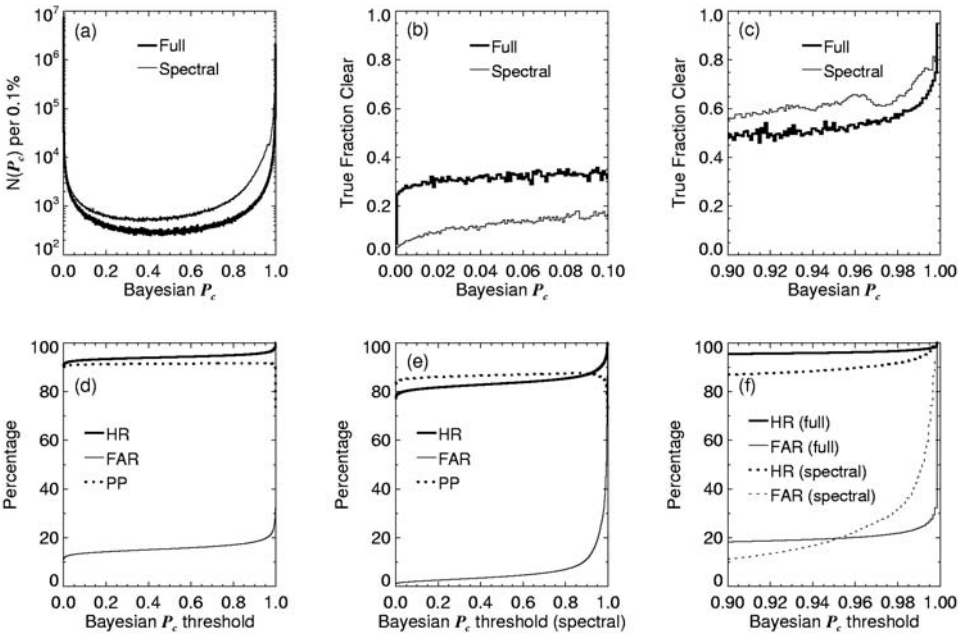 (a)
Full
Spectral
N(Pc) per 0.1%
10^7
10^6
10^5
10^4
10^3
10^2
0.0 0.2 0.4 0.6 0.8 1.0
Bayesian Pc
(b)
Full
Spectral
True Fraction Clear
1.0
0.8
0.6
0.4
0.2
0.0
0.00 0.02 0.04 0.06 0.08 0.10
Bayesian Pc
(c)
Full
Spectral
True Fraction Clear
1.0
0.8
0.6
0.4
0.2
0.0
0.90 0.92 0.94 0.96 0.98 1.00
Bayesian Pc
(d)
HR
FAR
PP
Percentage
100
80
60
40
20
0
0.0 0.2 0.4 0.6 0.8 1.0
Bayesian Pc threshold
(e)
HR
FAR
PP
Percentage
100
80
60
40
20
0
0.0 0.2 0.4 0.6 0.8 1.0
Bayesian Pc threshold (spectral)
(f)
HR (full)
FAR (full)
HR (spectral)
FAR (spectral)
Percentage
100
80
60
40
20
0
0.90 0.92 0.94 0.96 0.98 1.00
Bayesian Pc threshold